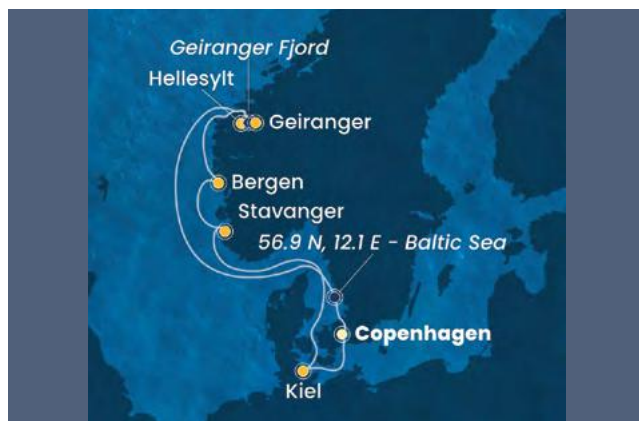 Geiranger Fjord
Hellesylt
Geiranger
Bergen
Stavanger
56.9 N, 12.1 E - Baltic Sea
Copenhagen
Kiel